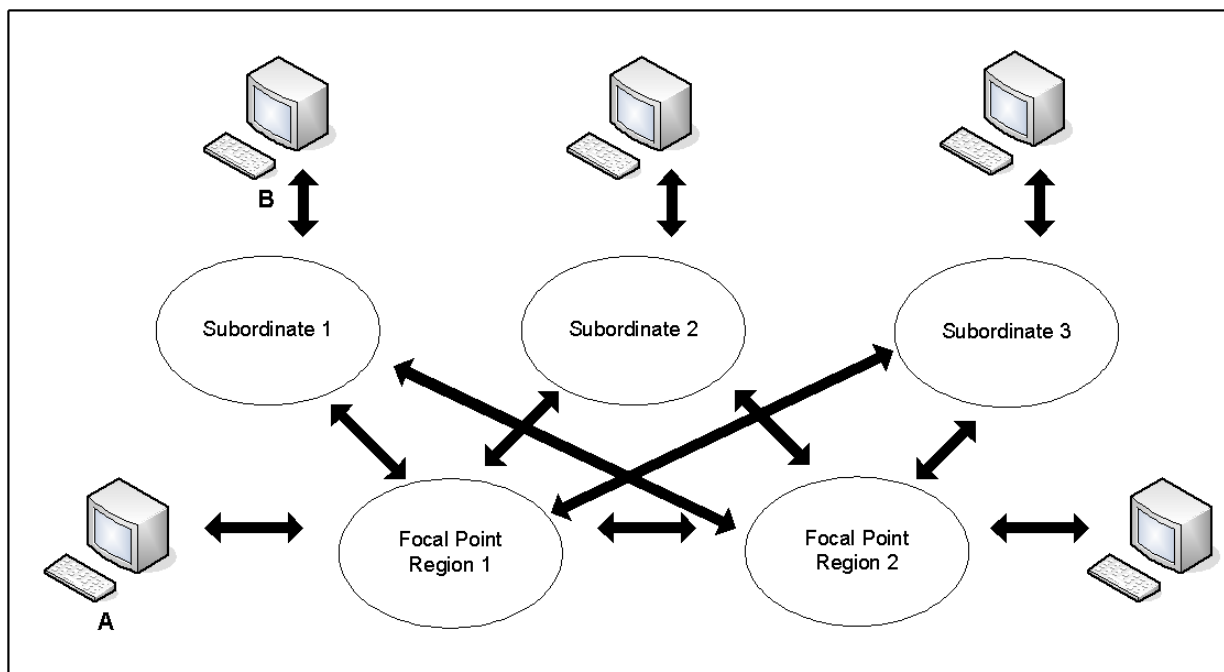 B
Subordinate 1
Subordinate 2
Subordinate 3
Focal Point
Region 1
Focal Point
Region 2
A